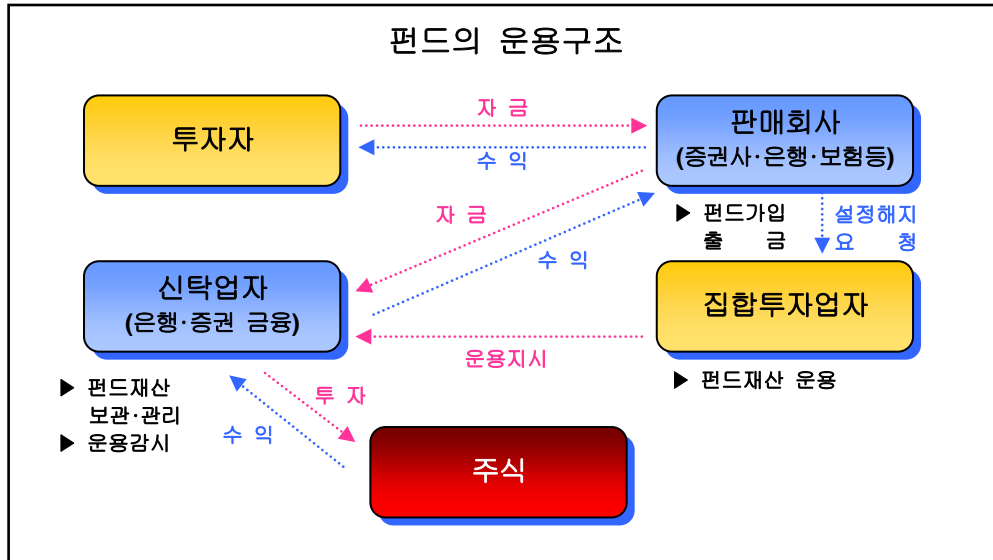 펀드의 운용구조
투자자
자 금
수 익
판매회사
(증권사·은행·보험등)
▶ 펀드가입
출 금
설정해지
요 청
자 금
수 익
신탁업자
(은행·증권 금융)
집합투자업자
운용지시
▶ 펀드재산 운용
▶ 펀드재산
보관·관리
▶ 운용감시
투 자
수 익
주식